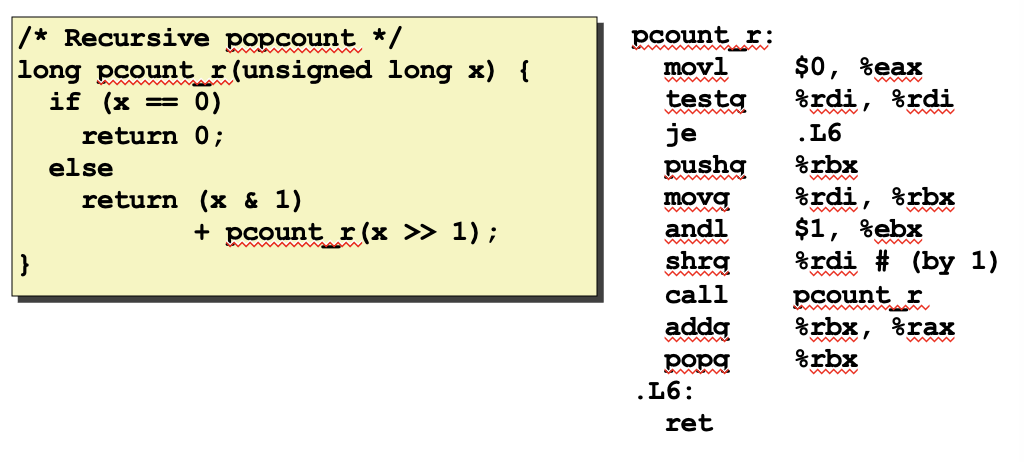 /* Recursive popcount */
long pcount_r(unsigned long x) {
  if (x == 0)
    return 0;
  else
    return (x & 1)
           + pcount_r(x >> 1);
}
pcount_r:
  movl    $0, %eax
  testq   %rdi, %rdi
  je      .L6
  pushq   %rbx
  movq    %rdi, %rbx
  andl    $1, %ebx
  shrq    %rdi # (by 1)
  call    pcount_r
  addq    %rbx, %rax
  popq    %rbx
.L6:
  ret